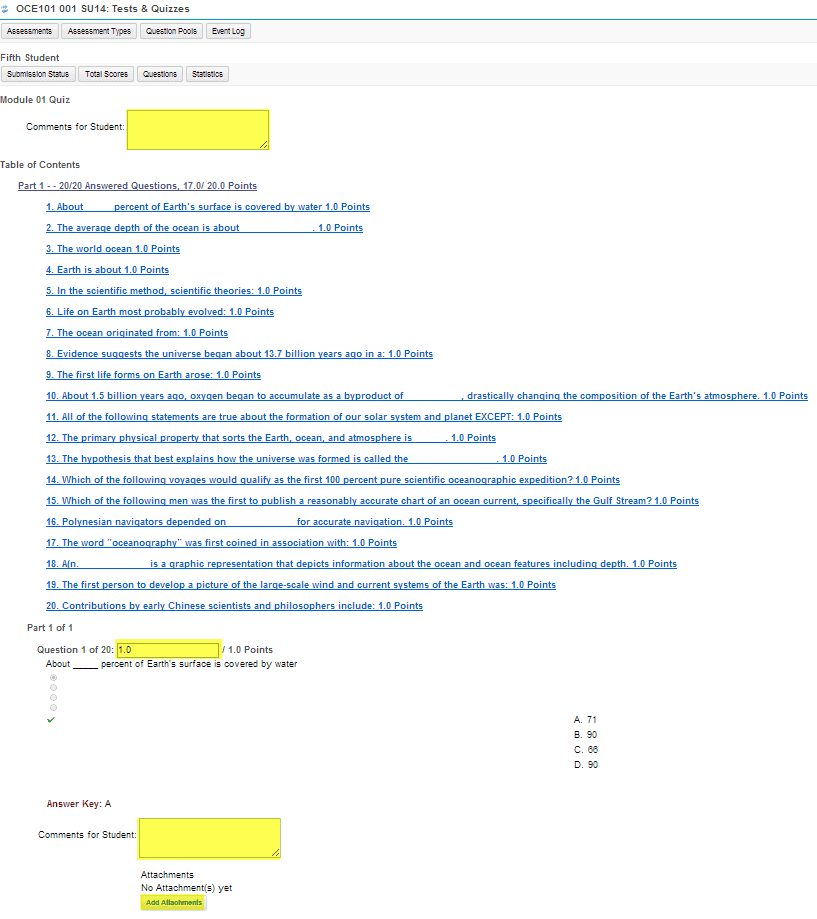 OCE101 001 SU14: Tests & Quizzes
Assessments Assessment Types Question Pools Event Log
Fifth Student
Submission Status Total Scores Questions Statistics
Module 01 Quiz
Comments for Student:
Table of Contents
Part 1 - - 20/20 Answered Questions, 17.0/ 20.0 Points
1. About _____ percent of Earth's surface is covered by water 1.0 Points
2. The average depth of the ocean is about _______________. 1.0 Points
3. The world ocean 1.0 Points
4. Earth is about 1.0 Points
5. In the scientific method, scientific theories: 1.0 Points
6. Life on Earth most probably evolved: 1.0 Points
7. The ocean originated from: 1.0 Points
8. Evidence suggests the universe began about 13.7 billion years ago in a: 1.0 Points
9. The first life forms on Earth arose: 1.0 Points
10. About 1.5 billion years ago, oxygen began to accumulate as a byproduct of ___________, drastically changing the composition of the Earth's atmosphere. 1.0 Points
11. All of the following statements are true about the formation of our solar system and planet EXCEPT: 1.0 Points
12. The primary physical property that sorts the Earth, ocean, and atmosphere is ______. 1.0 Points
13. The hypothesis that best explains how the universe was formed is called the ________________. 1.0 Points
14. Which of the following voyages would qualify as the first 100 percent pure scientific oceanographic expedition? 1.0 Points
15. Which of the following men was the first to publish a reasonably accurate chart of an ocean current, specifically the Gulf Stream? 1.0 Points
16. Polynesian navigators depended on _____________ for accurate navigation. 1.0 Points
17. The word "oceanography" was first coined in association with: 1.0 Points
18. A(n. _____________ is a graphic representation that depicts information about the ocean and ocean features including depth. 1.0 Points
19. The first person to develop a picture of the large-scale wind and current systems of the Earth was: 1.0 Points
20. Contributions by early Chinese scientists and philosophers include: 1.0 Points
Part 1 of 1
Question 1 of 20: 1.0 / 1.0 Points
About _____ percent of Earth's surface is covered by water
A. 71
B. 90
C. 66
D. 90
Answer Key: A
Comments for Student:
Attachments
No Attachment(s) yet
Add Attachments